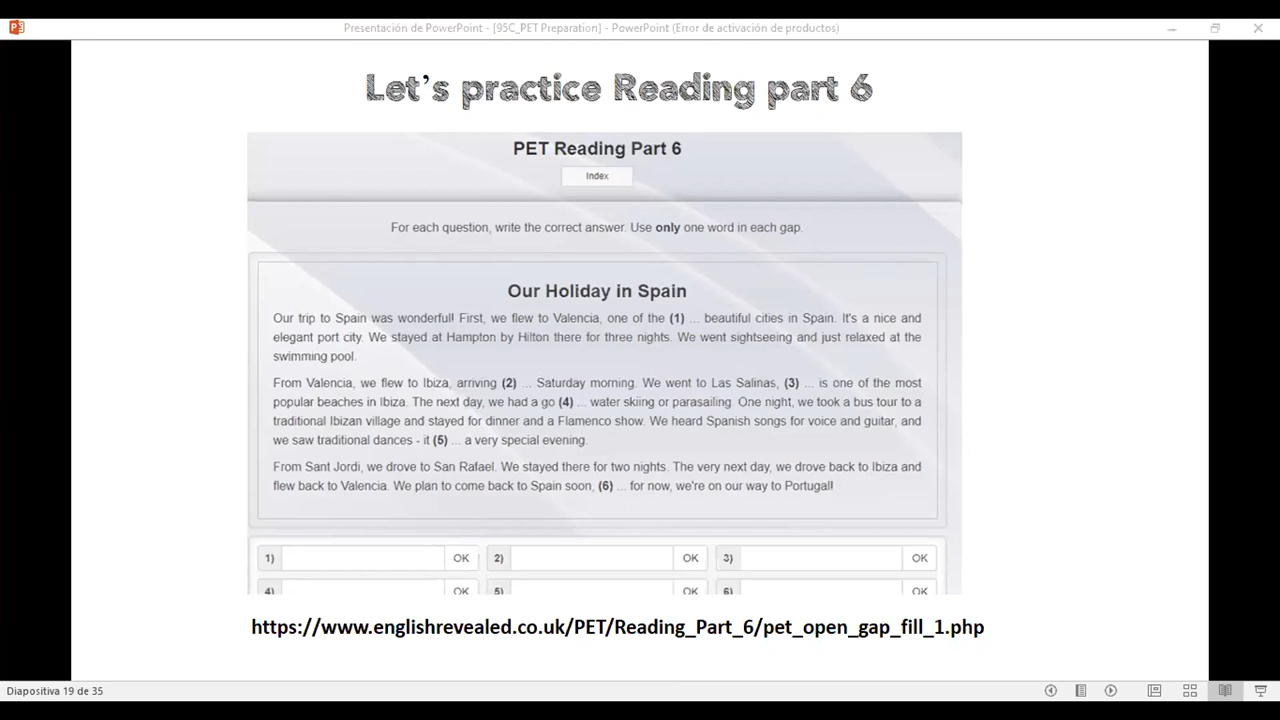 Presentación de PowerPoint - [95C_PET Preparation] - PowerPoint (Error de activación de productos)
Let's practice Reading part 6
PET Reading Part 6
Index
For each question, write the correct answer. Use only one word in each gap.
Our Holiday in Spain
Our trip to Spain was wonderful! First, we flew to Valencia, one of the (1) ... beautiful cities in Spain. It's a nice and
elegant port city. We stayed at Hampton by Hilton there for three nights. We went sightseeing and just relaxed at the
swimming pool.
From Valencia, we flew to Ibiza, arriving (2) ... Saturday morning. We went to Las Salinas, (3) ... is one of the most
popular beaches in Ibiza. The next day, we had a go (4) ... water skiing or parasailing. One night, we took a bus tour to a
traditional Ibizan village and stayed for dinner and a Flamenco show. We heard Spanish songs for voice and guitar, and
we saw traditional dances - it (5) ... a very special evening.
From Sant Jordi, we drove to San Rafael. We stayed there for two nights. The very next day, we drove back to Ibiza and
flew back to Valencia. We plan to come back to Spain soon, (6) ... for now, we're on our way to Portugal!
1) OK 2) OK 3) OK
4) OK 5) OK 6) OK
https://www.englishrevealed.co.uk/PET/Reading_Part_6/pet_open_gap_fill_1.php
Diapositiva 19 de 35